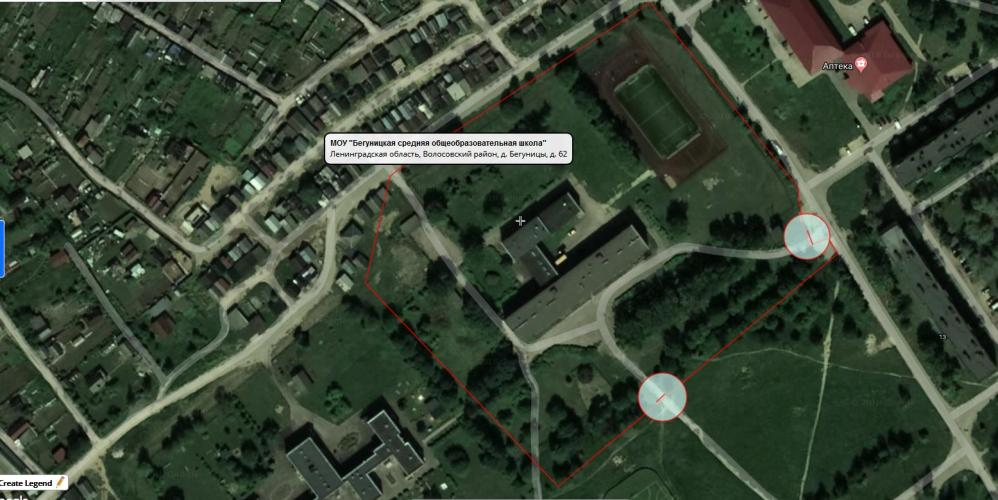 Аптека
МОУ "Бегуницкая средняя общеобразовательная школа"
Ленинградская область, Волосовский район, д. Бегуницы, д. 62
13
Create Legend